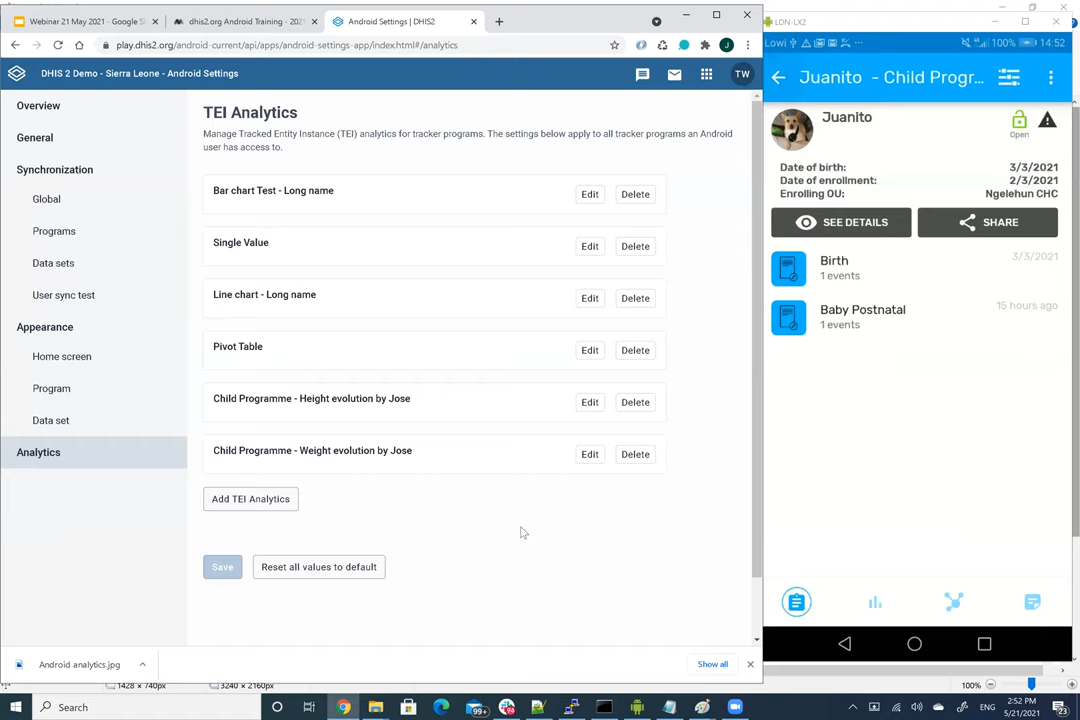 Webinar 21 May 2021 - Google Sl
dhis2.org Android Training - 2021
Android Settings | DHIS2
play.dhis2.org/android-current/api/apps/android-settings-app/index.html#/analytics
J
DHIS 2 Demo - Sierra Leone - Android Settings
TW
Overview
General
Synchronization
Global
Programs
Data sets
User sync test
Appearance
Home screen
Program
Data set
Analytics
TEI Analytics
Manage Tracked Entity Instance (TEI) analytics for tracker programs. The settings below apply to all tracker programs an Android
user has access to.
Bar chart Test - Long name
Edit
Delete
Single Value
Edit
Delete
Line chart - Long name
Edit
Delete
Pivot Table
Edit
Delete
Child Programme - Height evolution by Jose
Edit
Delete
Child Programme - Weight evolution by Jose
Edit
Delete
Add TEI Analytics
Save
Reset all values to default
Android analytics.jpg
Show all
LDN-LX2
Lowi
100%
14:52
Juanito - Child Progr...
Juanito
Open
Date of birth:
3/3/2021
Date of enrollment:
2/3/2021
Enrolling OU:
Ngelehun CHC
SEE DETAILS
SHARE
Birth
3/3/2021
1 events
Baby Postnatal
15 hours ago
1 events
1428 × 740px
3240 × 2160px
100%
Search
99+
ENG
2:52 PM
5/21/2021
23